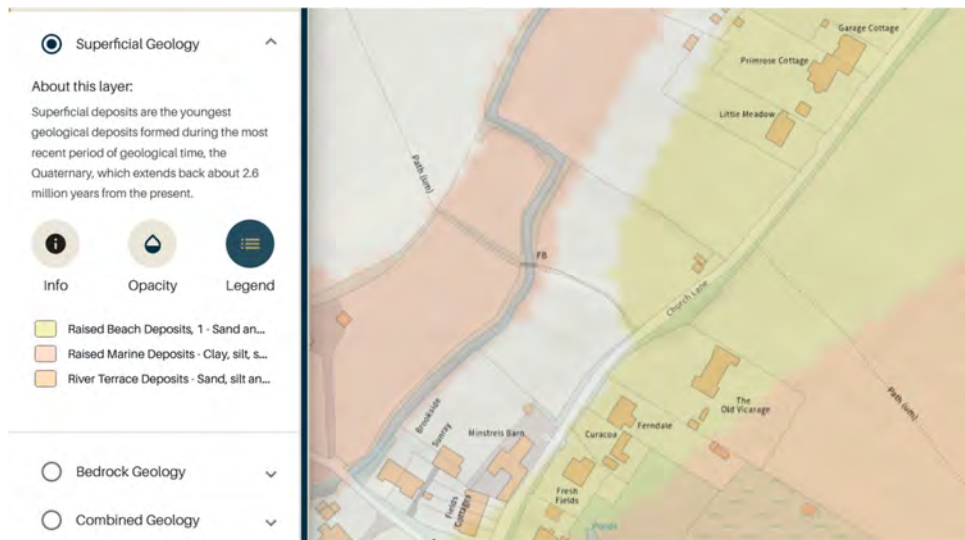 Superficial Geology
About this layer:
Superficial deposits are the youngest
geological deposits formed during the most
recent period of geological time, the
Quaternary, which extends back about 2.6
million years from the present.
Info
Opacity
Legend
Raised Beach Deposits, 1 - Sand an...
Raised Marine Deposits - Clay, silt, s...
River Terrace Deposits - Sand, silt an...
Bedrock Geology
Combined Geology
Garage Cottage
Primrose Cottage
Little Meadow
Path (um)
FB
Church Lane
The
Old Vicarage
Path (um)
Brookside
Sunray
Minstrels Barn
Curacoa
Ferndale
Fields
Cottages
Fresh
Fields
Ponds